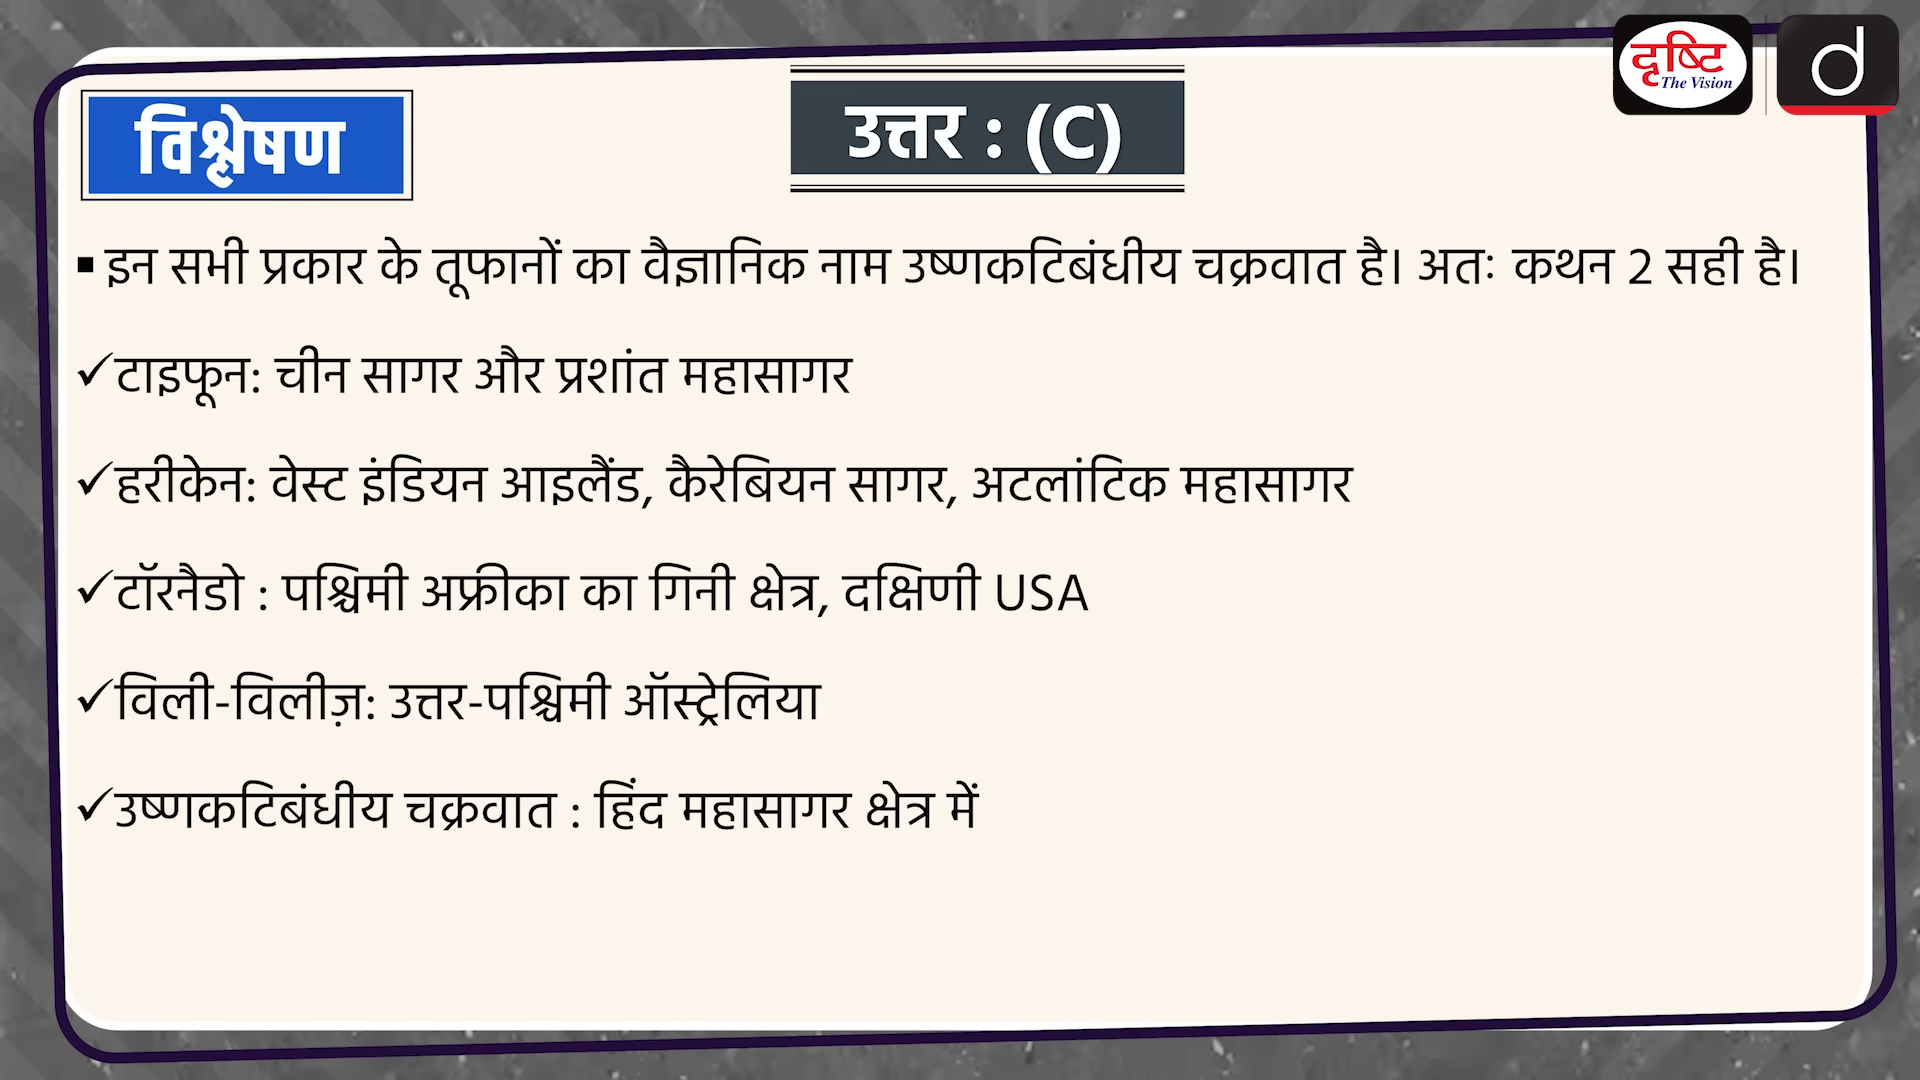 दृष्टि
The Vision
d
विश्लेषण
उत्तर : (C)
▪ इन सभी प्रकार के तूफानों का वैज्ञानिक नाम उष्णकटिबंधीय चक्रवात है। अतः कथन 2 सही है।
✓टाइफून: चीन सागर और प्रशांत महासागर
✓हरीकेन: वेस्ट इंडियन आइलैंड, कैरेबियन सागर, अटलांटिक महासागर
✓टॉरनैडो : पश्चिमी अफ्रीका का गिनी क्षेत्र, दक्षिणी USA
✓विली-विलीज़: उत्तर-पश्चिमी ऑस्ट्रेलिया
✓उष्णकटिबंधीय चक्रवात : हिंद महासागर क्षेत्र में